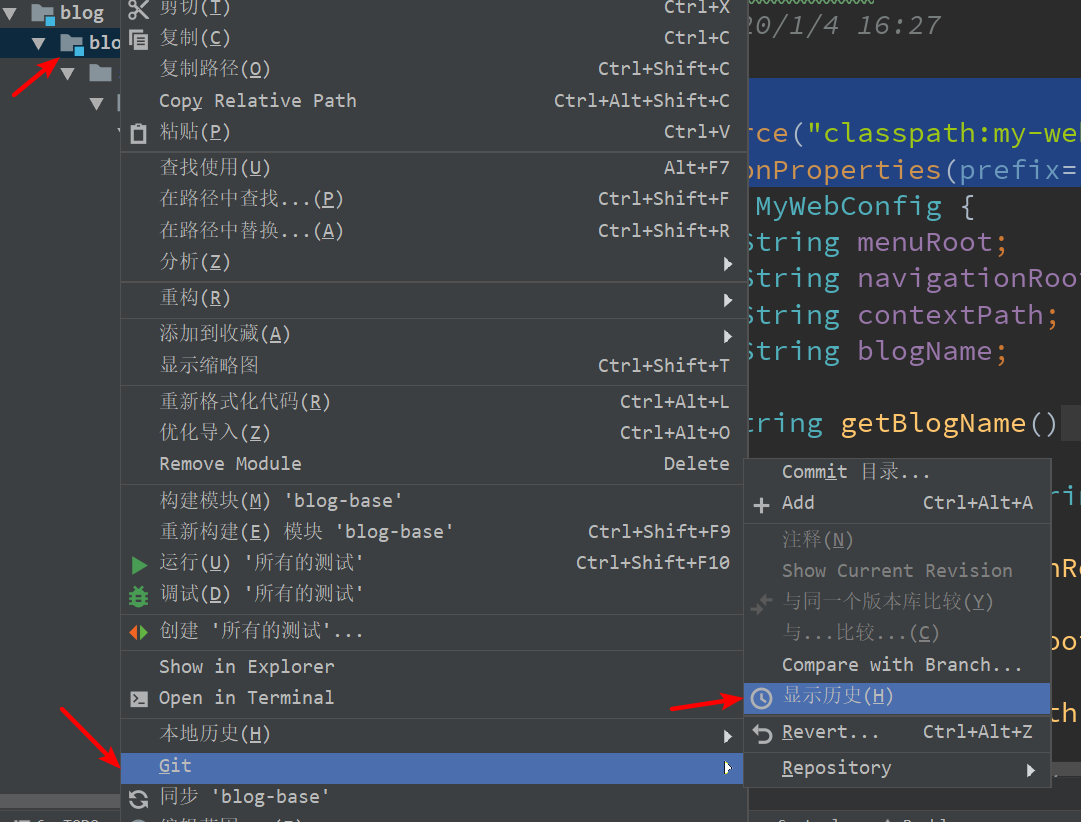 blog
blo
剪切(T) Ctrl+X
复制(C) Ctrl+C
复制路径(O) Ctrl+Shift+C
Copy Relative Path Ctrl+Alt+Shift+C
粘贴(P) Ctrl+V
查找使用(U) Alt+F7
在路径中查找...(P) Ctrl+Shift+F
在路径中替换...(A) Ctrl+Shift+R
分析(Z)
重构(R)
添加到收藏(A)
显示缩略图 Ctrl+Shift+T
重新格式化代码(R) Ctrl+Alt+L
优化导入(Z) Ctrl+Alt+O
Remove Module Delete
构建模块(M) 'blog-base'
重新构建(E) 模块 'blog-base' Ctrl+Shift+F9
运行(U) '所有的测试' Ctrl+Shift+F10
调试(D) '所有的测试'
创建 '所有的测试'...
Show in Explorer
Open in Terminal
本地历史(H)
Git
同步 'blog-base'
20/1/4 16:27
rce("classpath:my-we
onProperties(prefix=
MyWebConfig {
String menuRoot;
String navigationRoo
String contextPath;
String blogName;
tring getBlogName()
Commit 目录...
Add Ctrl+Alt+A
注释(N)
Show Current Revision
与同一个版本库比较(Y)
与...比较...(C)
Compare with Branch...
显示历史(H)
Revert... Ctrl+Alt+Z
Repository